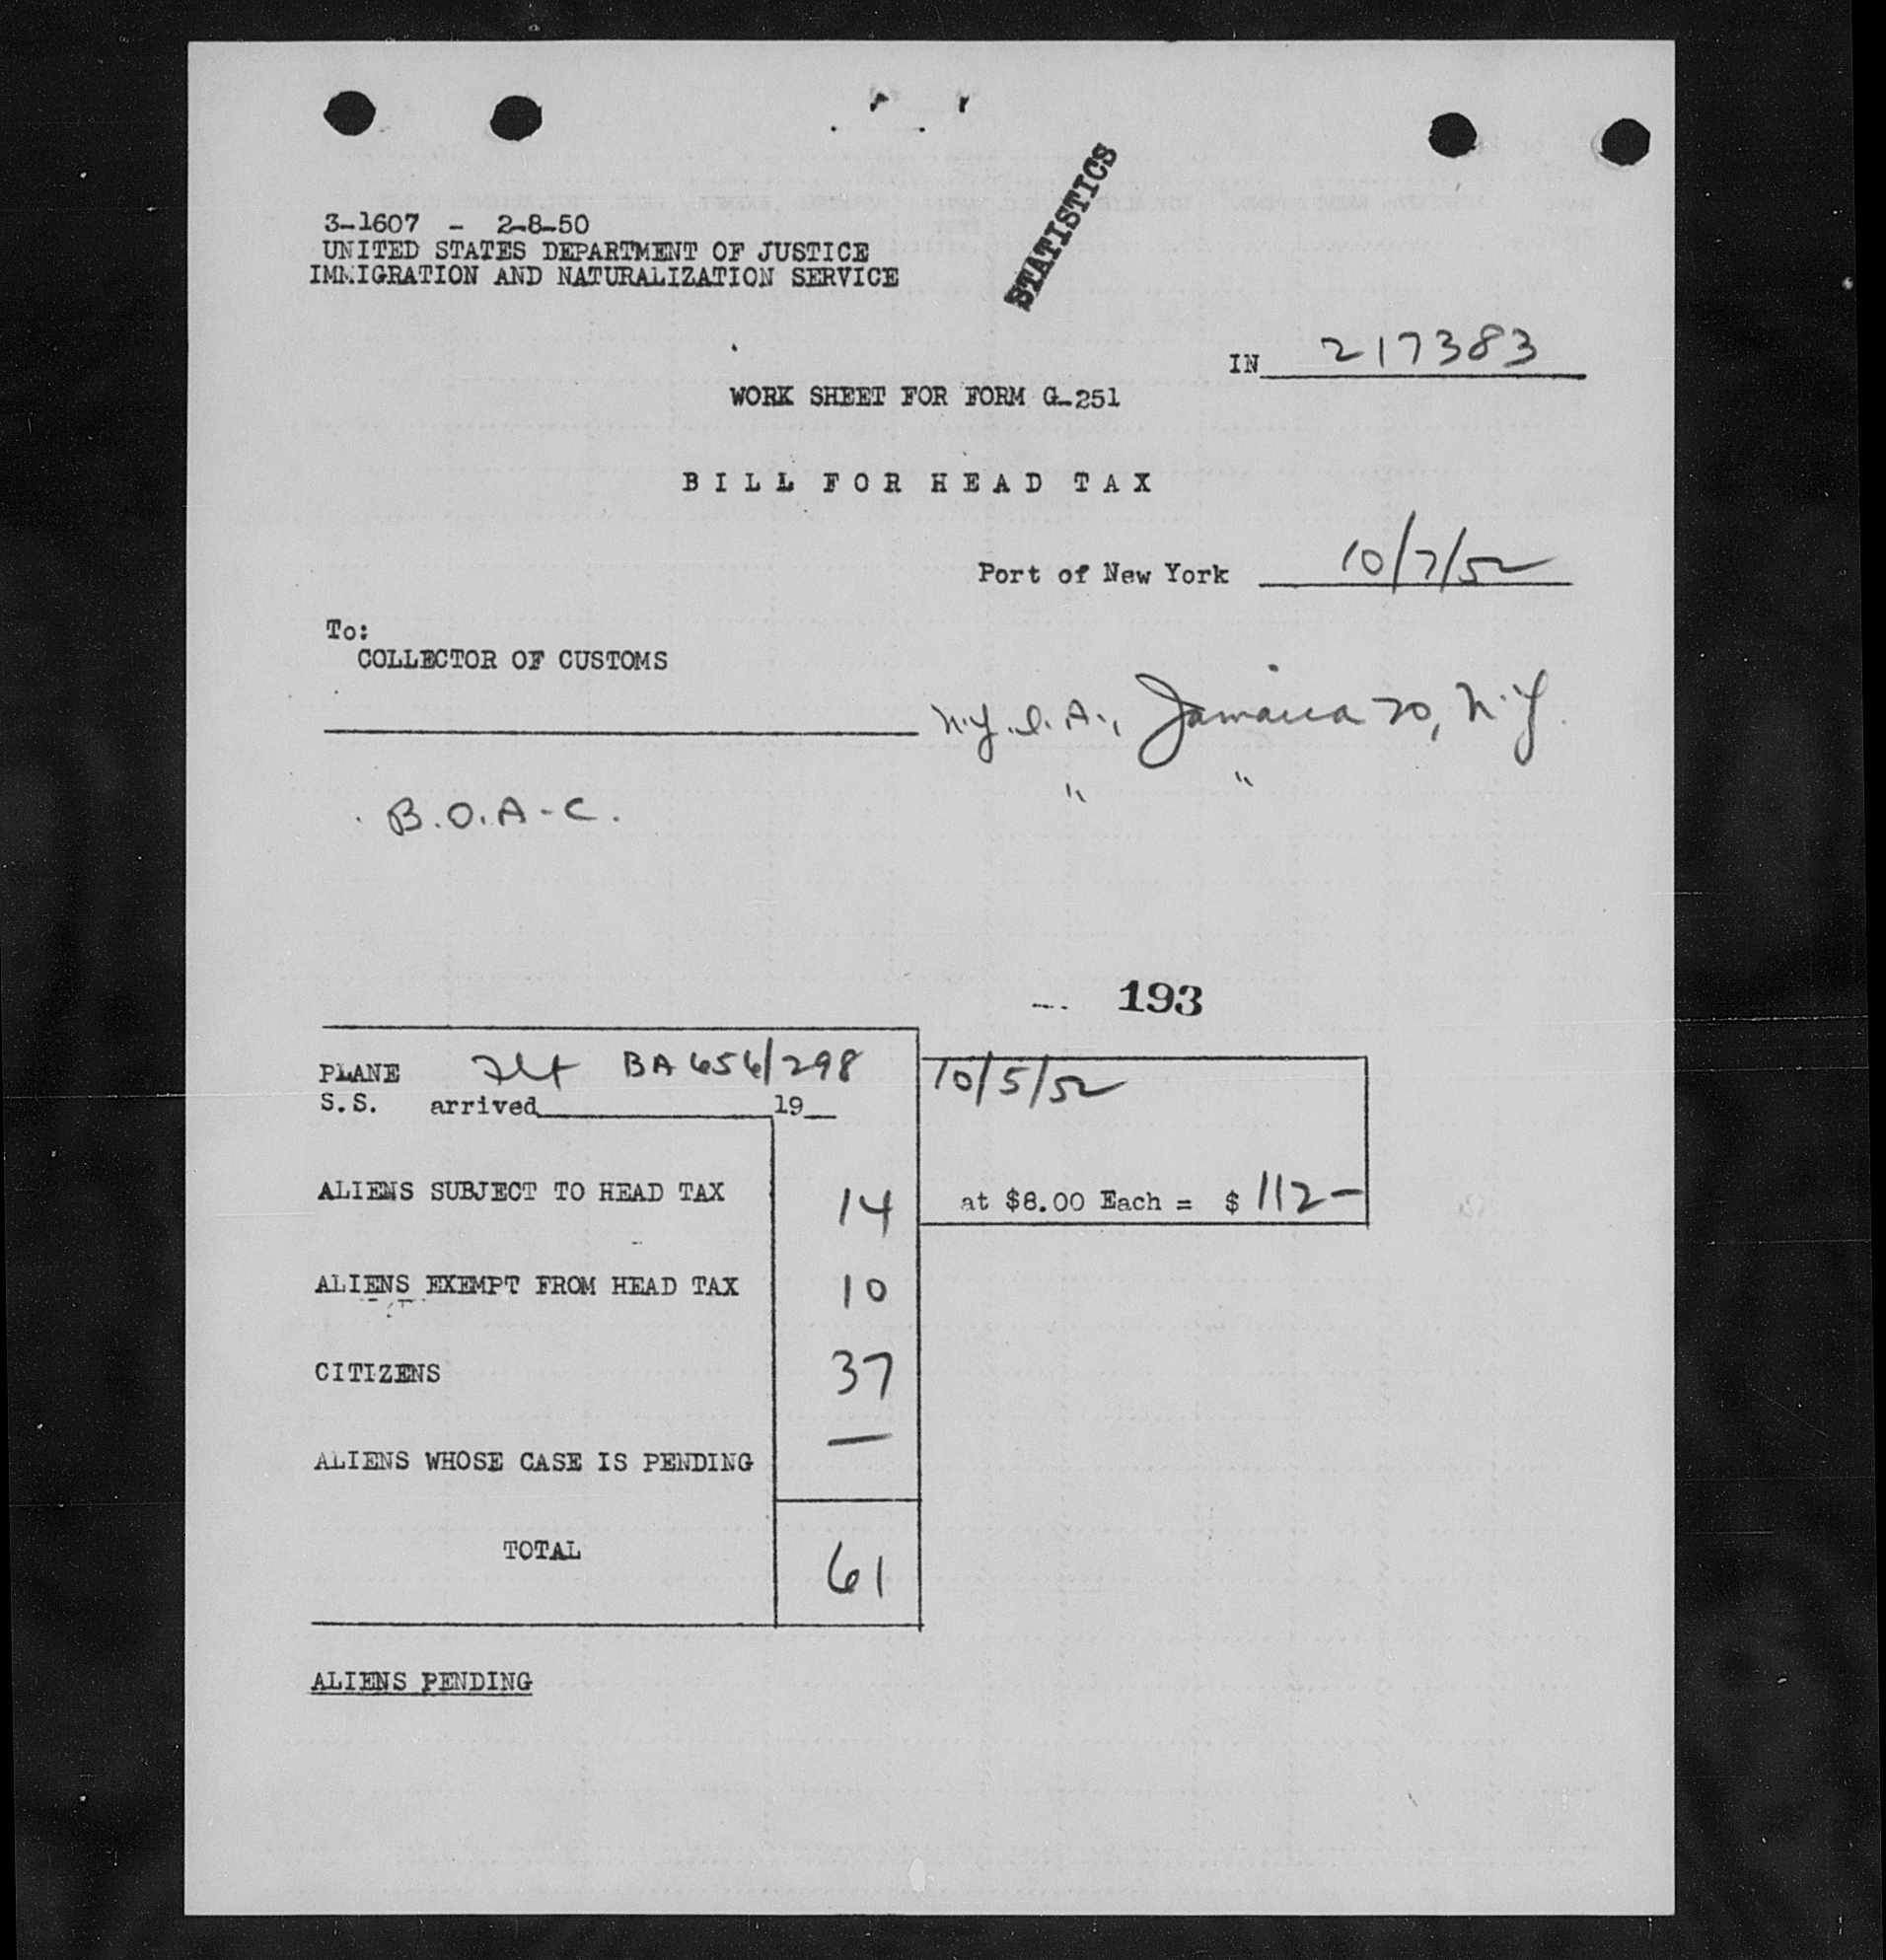 STATISTICS
3-1607 - 2-8-50
UNITED STATES DEPARTMENT OF JUSTICE
IMMIGRATION AND NATURALIZATION SERVICE
IN 217383
WORK SHEET FOR FORM G-251
BILL FOR HEAD TAX
Port of New York 10/7/52
To:
COLLECTOR OF CUSTOMS
N.Y.I.A., Jamaica 30, N.Y.
" "
B.O.A.C.
193
PLANE Flt BA 656/298 10/5/52
S.S. arrived 19
ALIENS SUBJECT TO HEAD TAX 14 at $8.00 Each = $ 112-
ALIENS EXEMPT FROM HEAD TAX 10
CITIZENS 37
ALIENS WHOSE CASE IS PENDING —
TOTAL 61
ALIENS PENDING